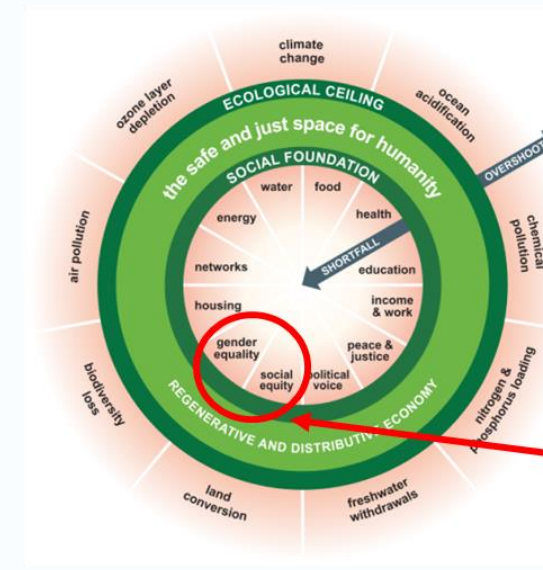 climate
change
ozone layer
depletion
ocean
acidification
ECOLOGICAL CEILING
the safe and just space for humanity
OVERSHOOT
SOCIAL FOUNDATION
water
food
energy
health
SHORTFALL
air pollution
chemical
pollution
networks
education
housing
income
& work
gender
equality
peace &
justice
social
equity
political
voice
biodiversity
loss
nitrogen &
phosphorus loading
REGENERATIVE AND DISTRIBUTIVE ECONOMY
land
conversion
freshwater
withdrawals